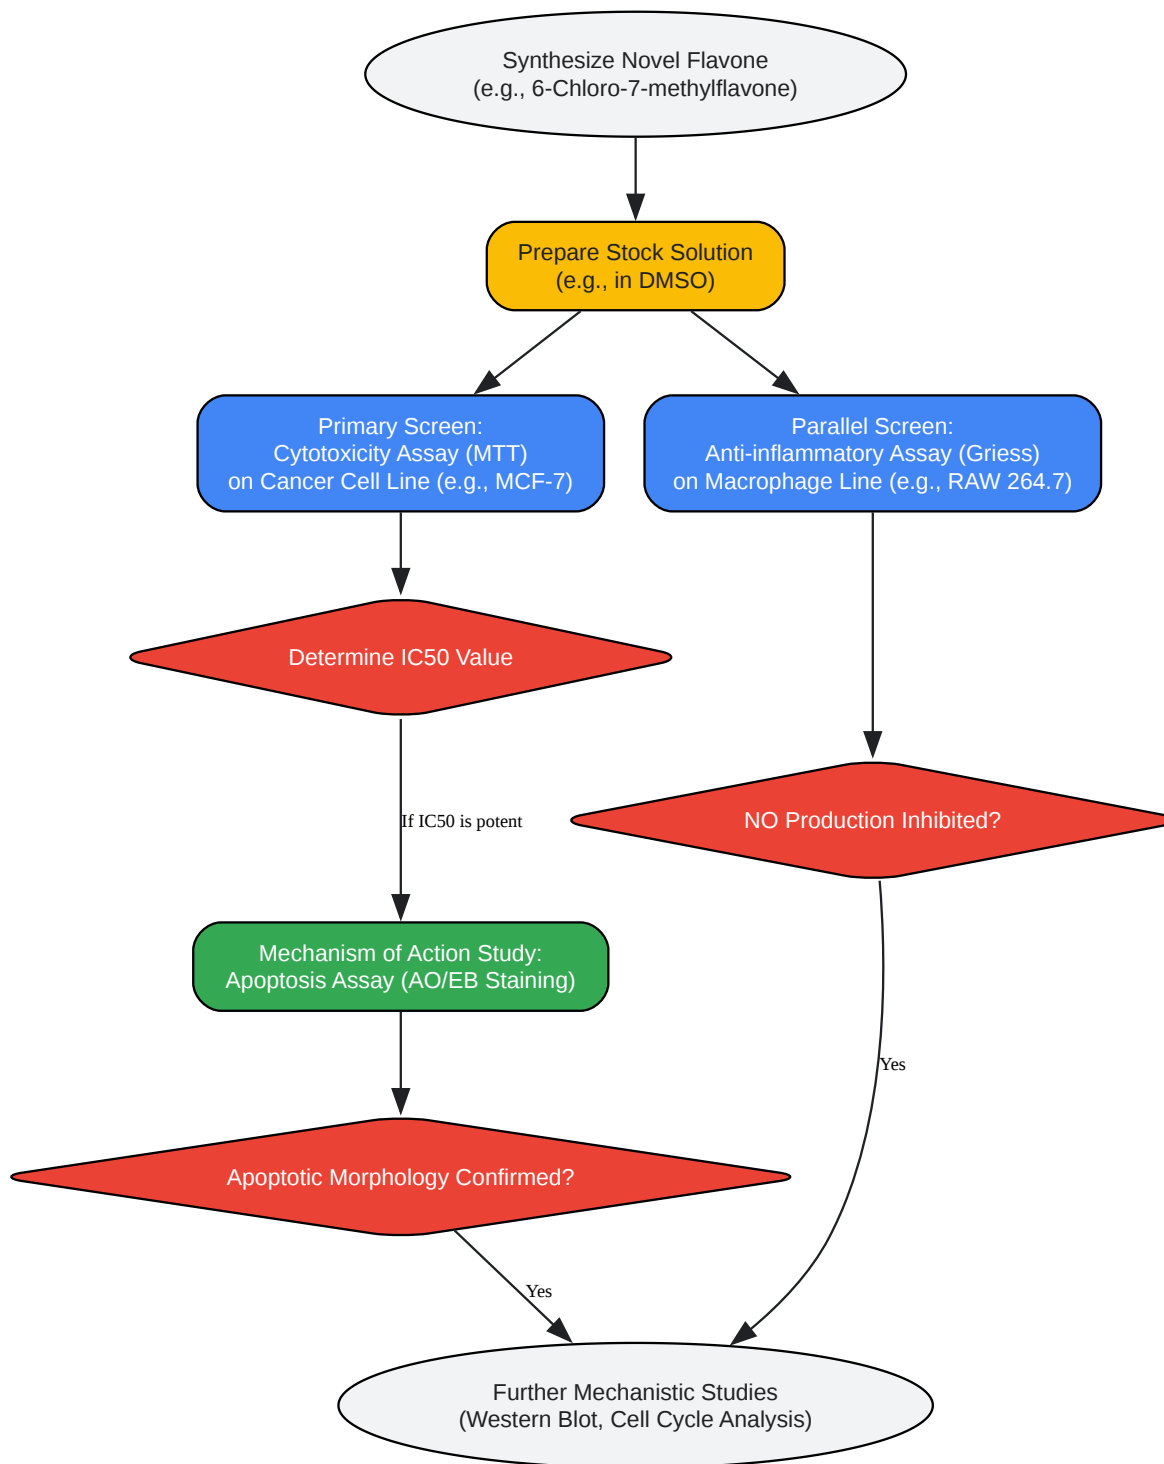 Synthesize Novel Flavone
(e.g., 6-Chloro-7-methylflavone)
Prepare Stock Solution
(e.g., in DMSO)
Primary Screen:
Cytotoxicity Assay (MTT)
on Cancer Cell Line (e.g., MCF-7)
Parallel Screen:
Anti-inflammatory Assay (Griess)
on Macrophage Line (e.g., RAW 264.7)
Determine IC50 Value
If IC50 is potent
NO Production Inhibited?
Mechanism of Action Study:
Apoptosis Assay (AO/EB Staining)
Yes
Apoptotic Morphology Confirmed?
Yes
Further Mechanistic Studies
(Western Blot, Cell Cycle Analysis)